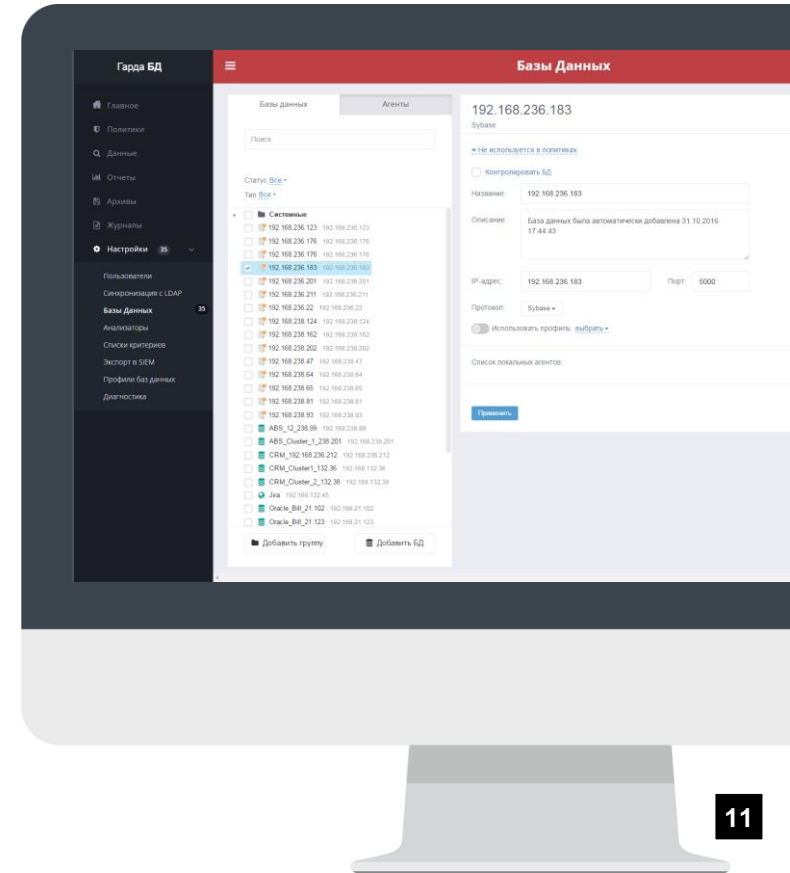 Гарда БД
Базы Данных
Главное
Политики
Данные
Отчеты
Архивы
Журналы
Настройки 35
Пользователи
Синхронизация с LDAP
Базы Данных 35
Анализаторы
Списки критериев
Экспорт в SIEM
Профили баз данных
Диагностика
Базы данных Агенты
Поиск
Статус Все
Тип Все
Системные
192.168.236.123 192.168.236.123
192.168.236.176 192.168.236.176
192.168.236.176 192.168.236.176
192.168.236.183 192.168.236.183
192.168.236.201 192.168.236.201
192.168.236.211 192.168.236.211
192.168.236.22 192.168.236.22
192.168.238.124 192.168.238.124
192.168.238.162 192.168.238.162
192.168.238.202 192.168.238.202
192.168.238.47 192.168.238.47
192.168.238.64 192.168.238.64
192.168.238.65 192.168.238.65
192.168.238.81 192.168.238.81
192.168.238.93 192.168.238.93
ABS_12_238.99 192.168.238.99
ABS_Cluster_1_238.201 192.168.238.201
CRM_192.168.236.212 192.168.236.212
CRM_Cluster1_132.36 192.168.132.36
CRM_Cluster_2_132.38 192.168.132.38
Jira 192.168.132.45
Oracle_Bill_21.102 192.168.21.102
Oracle_Bill_21.123 192.168.21.123
Добавить группу Добавить БД
192.168.236.183
Sybase
Не используется в политиках
Контролировать БД
Название: 192.168.236.183
Описание: База данных была автоматически добавлена 31.10.2016
17:44:43.
IP-адрес: 192.168.236.183 Порт: 5000
Протокол: Sybase
Использовать профиль: выбрать
Список локальных агентов:
Применить
11